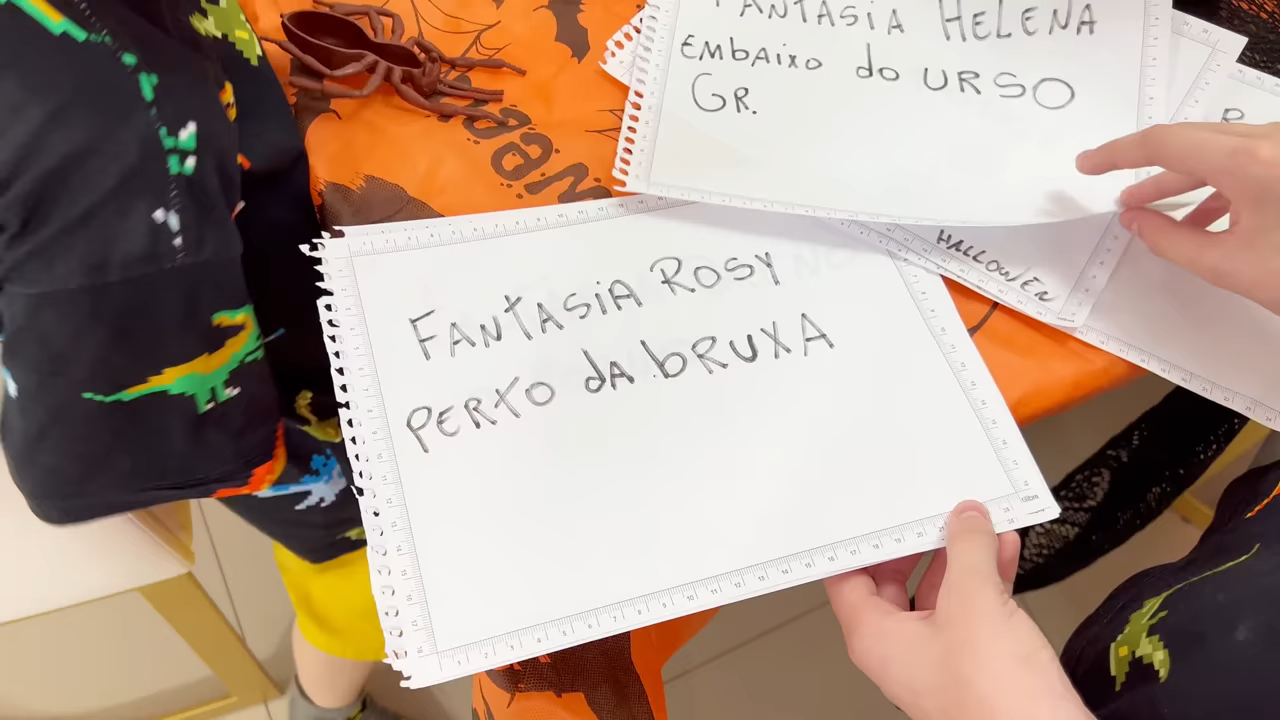 FANTASIA HELENA
EMBAIXO do URSO
GR.
HALLOWEEN
FANTASIA ROSY
PERTO dA bRUXA